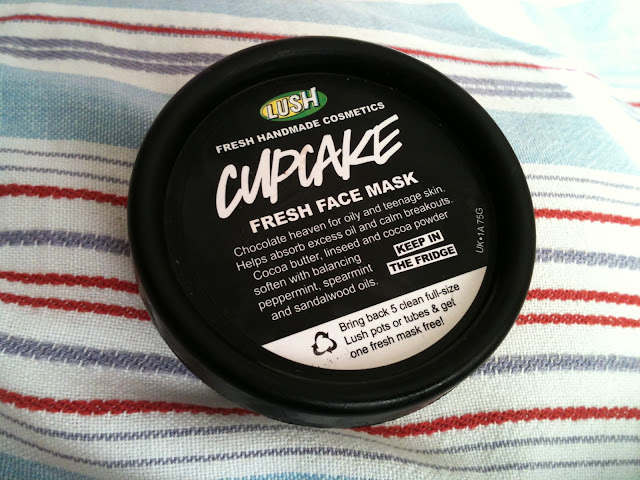 LUSH
FRESH HANDMADE COSMETICS
CUPCAKE
FRESH FACE MASK
Chocolate heaven for oily and teenage skin.
Helps absorb excess oil and calm breakouts.
Cocoa butter, linseed and cocoa powder
soften with balancing
peppermint, spearmint
and sandalwood oils.
KEEP IN
THE FRIDGE
UK•1A 75G
Bring back 5 clean full-size
Lush pots or tubes & get
one fresh mask free!